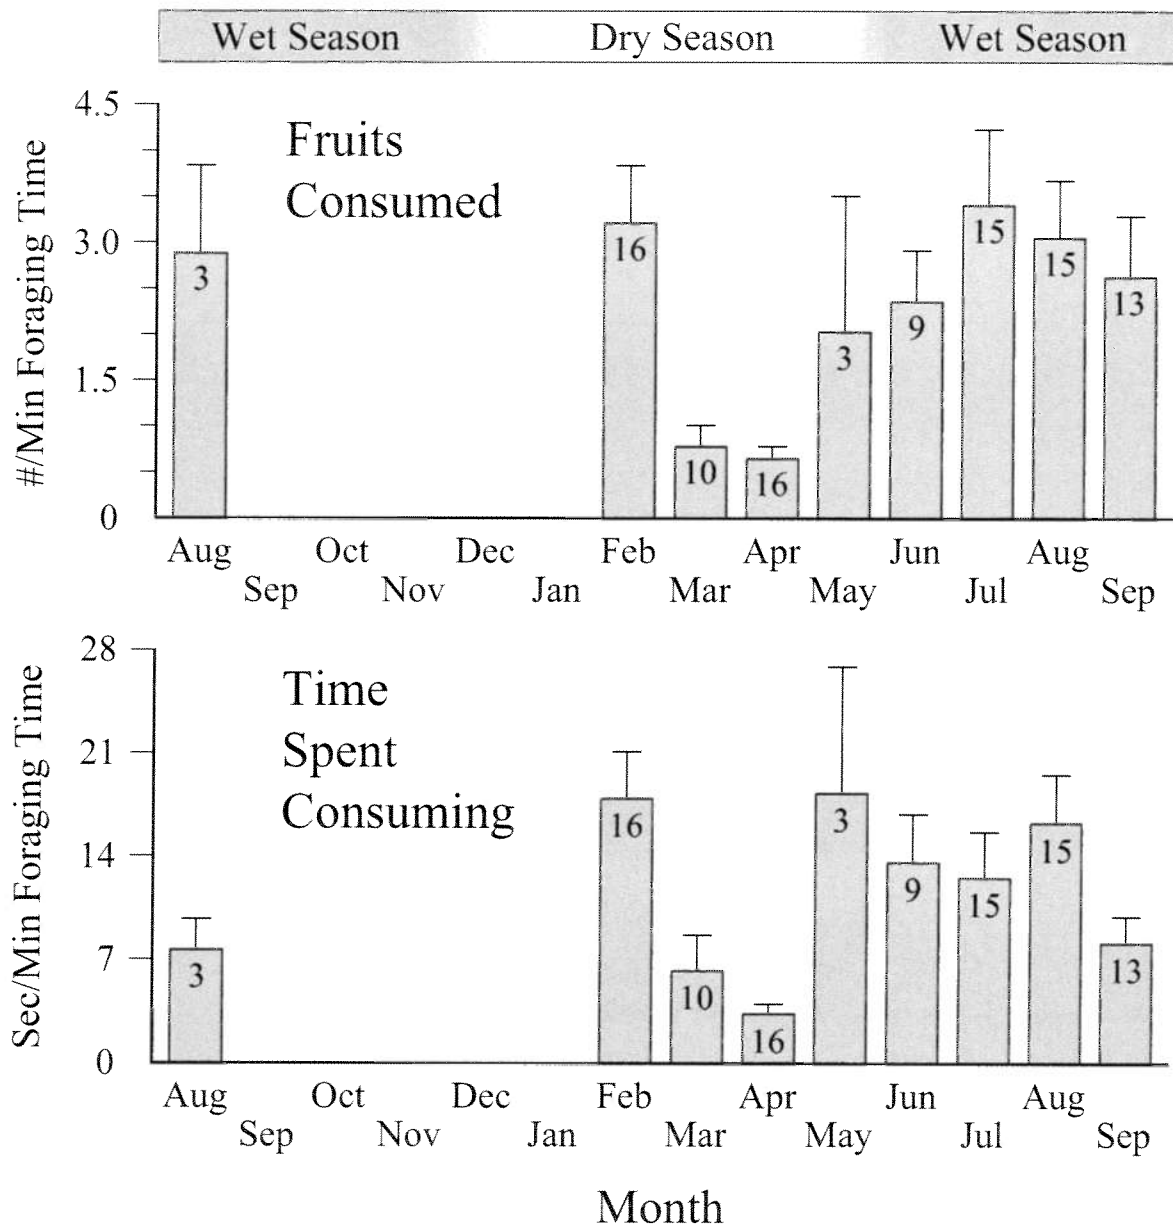 Wet Season Dry Season Wet Season
4.5
3.0
1.5
0
#/Min Foraging Time
Fruits
Consumed
3 16 10 16 3 9 15 15 13
Aug Oct Dec Feb Apr Jun Aug
Sep Nov Jan Mar May Jul Sep
28
21
14
7
0
Sec/Min Foraging Time
Time
Spent
Consuming
3 16 10 16 3 9 15 15 13
Aug Oct Dec Feb Apr Jun Aug
Sep Nov Jan Mar May Jul Sep
Month